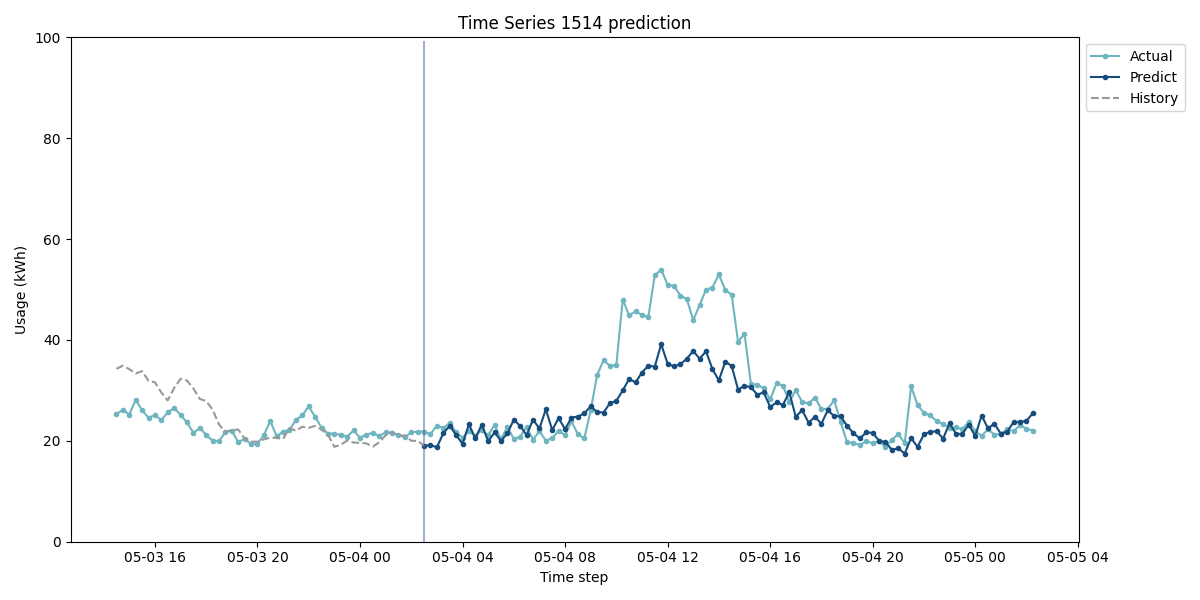 Time Series 1514 prediction
100
80
60
40
20
0
Usage (kWh)
05-03 16
05-03 20
05-04 00
05-04 04
05-04 08
05-04 12
05-04 16
05-04 20
05-05 00
05-05 04
Time step
Actual
Predict
History